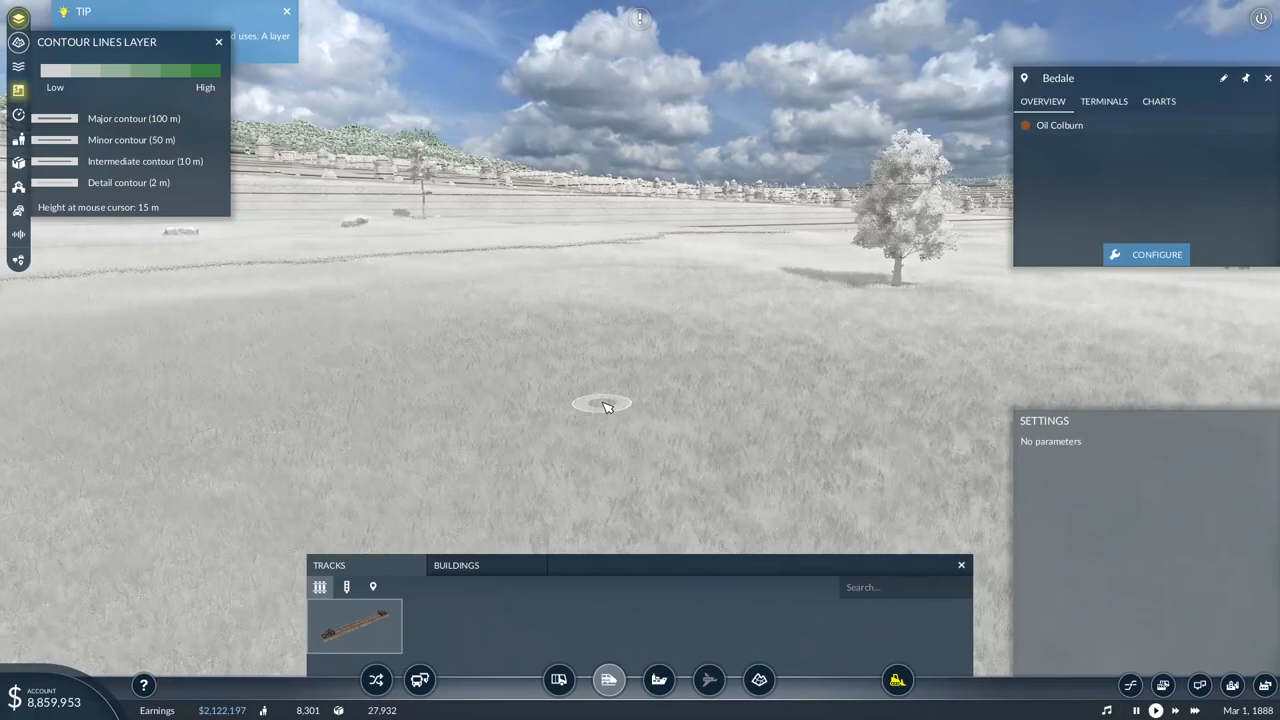 TIP
d uses. A layer
CONTOUR LINES LAYER
Low
High
Major contour (100 m)
Minor contour (50 m)
Intermediate contour (10 m)
Detail contour (2 m)
Height at mouse cursor: 15 m
Bedale
OVERVIEW
TERMINALS
CHARTS
Oil Colburn
CONFIGURE
SETTINGS
No parameters
TRACKS
BUILDINGS
Search...
$
ACCOUNT
8,859,953
?
Earnings
$2,122,197
8,301
27,932
Mar 1, 1888